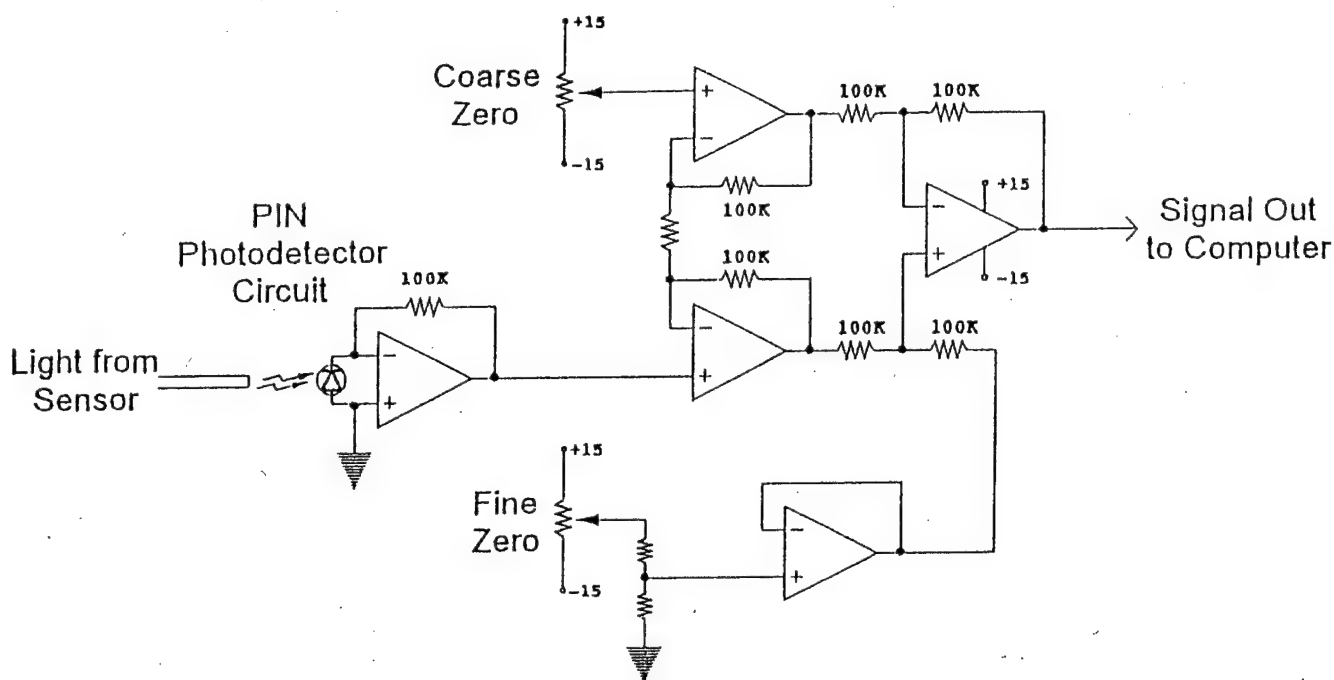 +15
Coarse
Zero
-15
100K
100K
100K
+15
-15
Signal Out
to Computer
PIN
Photodetector
Circuit
100K
100K
Light from
Sensor
100K
100K
+15
Fine
Zero
-15